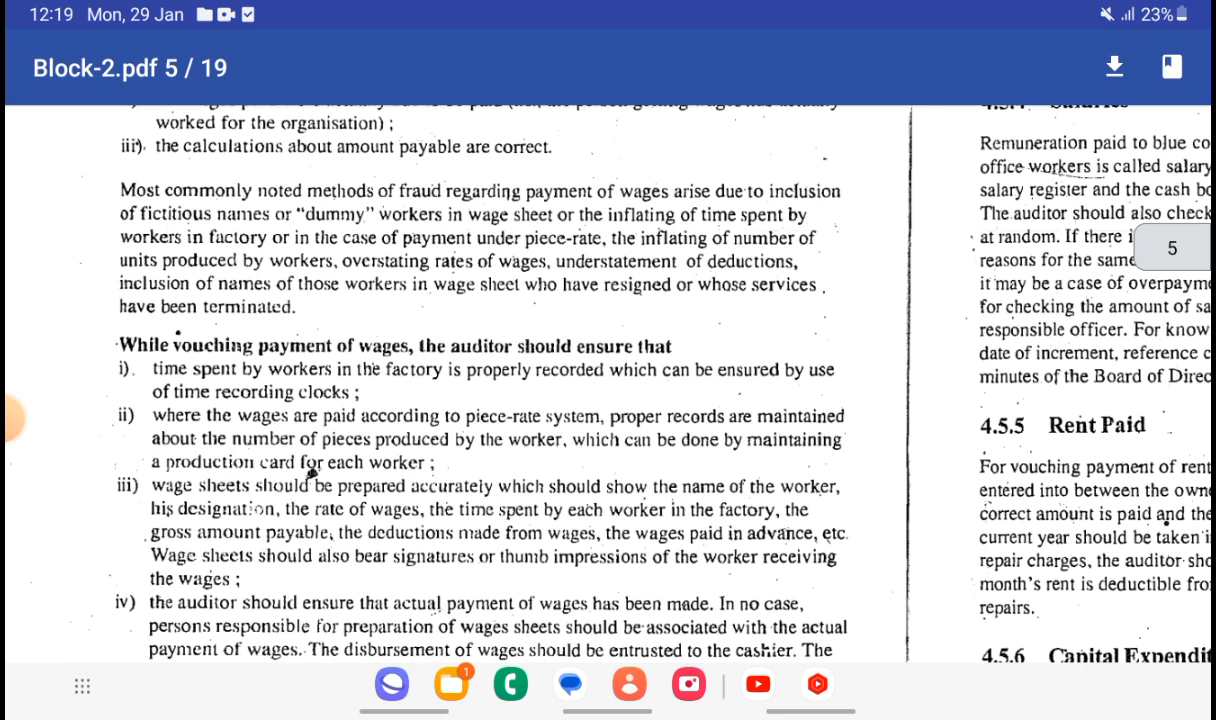 12:19 Mon, 29 Jan
23%
Block-2.pdf 5 / 19
worked for the organisation) ;
iii) the calculations about amount payable are correct.
Most commonly noted methods of fraud regarding payment of wages arise due to inclusion
of fictitious names or “dummy” workers in wage sheet or the inflating of time spent by
workers in factory or in the case of payment under piece-rate, the inflating of number of
units produced by workers, overstating rates of wages, understatement of deductions,
inclusion of names of those workers in wage sheet who have resigned or whose services
have been terminated.
While vouching payment of wages, the auditor should ensure that
i) time spent by workers in the factory is properly recorded which can be ensured by use
of time recording clocks ;
ii) where the wages are paid according to piece-rate system, proper records are maintained
about the number of pieces produced by the worker, which can be done by maintaining
a production card for each worker ;
iii) wage sheets should be prepared accurately which should show the name of the worker,
his designation, the rate of wages, the time spent by each worker in the factory, the
gross amount payable, the deductions made from wages, the wages paid in advance, etc.
Wage sheets should also bear signatures or thumb impressions of the worker receiving
the wages ;
iv) the auditor should ensure that actual payment of wages has been made. In no case,
persons responsible for preparation of wages sheets should be associated with the actual
payment of wages. The disbursement of wages should be entrusted to the cashier. The
Remuneration paid to blue co
office workers is called salary
salary register and the cash bo
The auditor should also check
at random. If there i
reasons for the same
it may be a case of overpayme
for checking the amount of sa
responsible officer. For know
date of increment, reference c
minutes of the Board of Direc
5
4.5.5 Rent Paid
For vouching payment of rent
entered into between the own
correct amount is paid and the
current year should be taken i
repair charges, the auditor sho
month's rent is deductible fro
repairs.
4.5.6 Capital Expendit
1